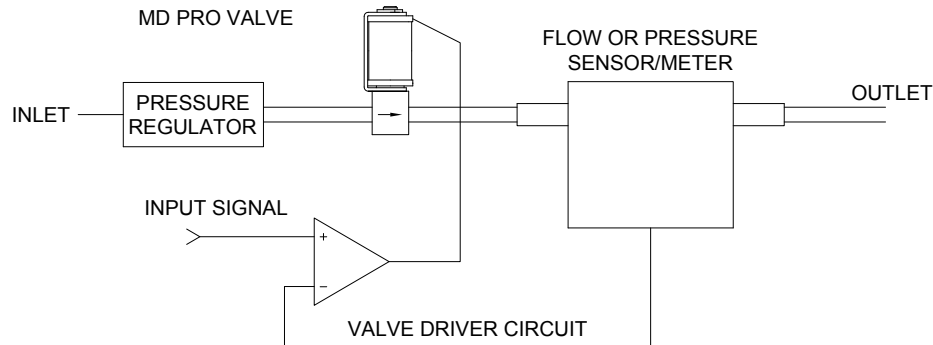 MD PRO VALVE
FLOW OR PRESSURE
SENSOR/METER
INLET
PRESSURE
REGULATOR
OUTLET
INPUT SIGNAL
+
−
VALVE DRIVER CIRCUIT